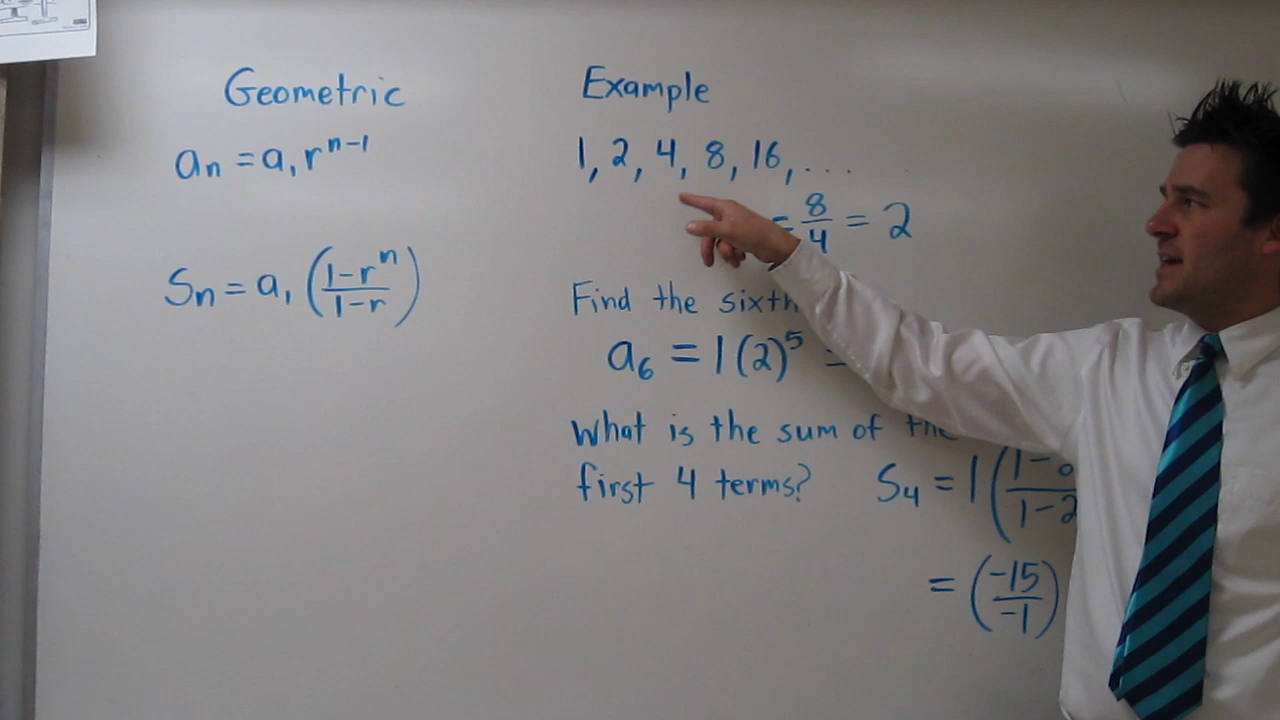 Geometric
aₙ = a₁rⁿ⁻¹
Sₙ = a₁(1-rⁿ/1-r)
Example
1, 2, 4, 8, 16, ...
= 8/4 = 2
Find the sixth
a₆ = 1(2)⁵ =
What is the sum of the
first 4 terms? S₄ = 1(1-/1-2
= (-15/-1)